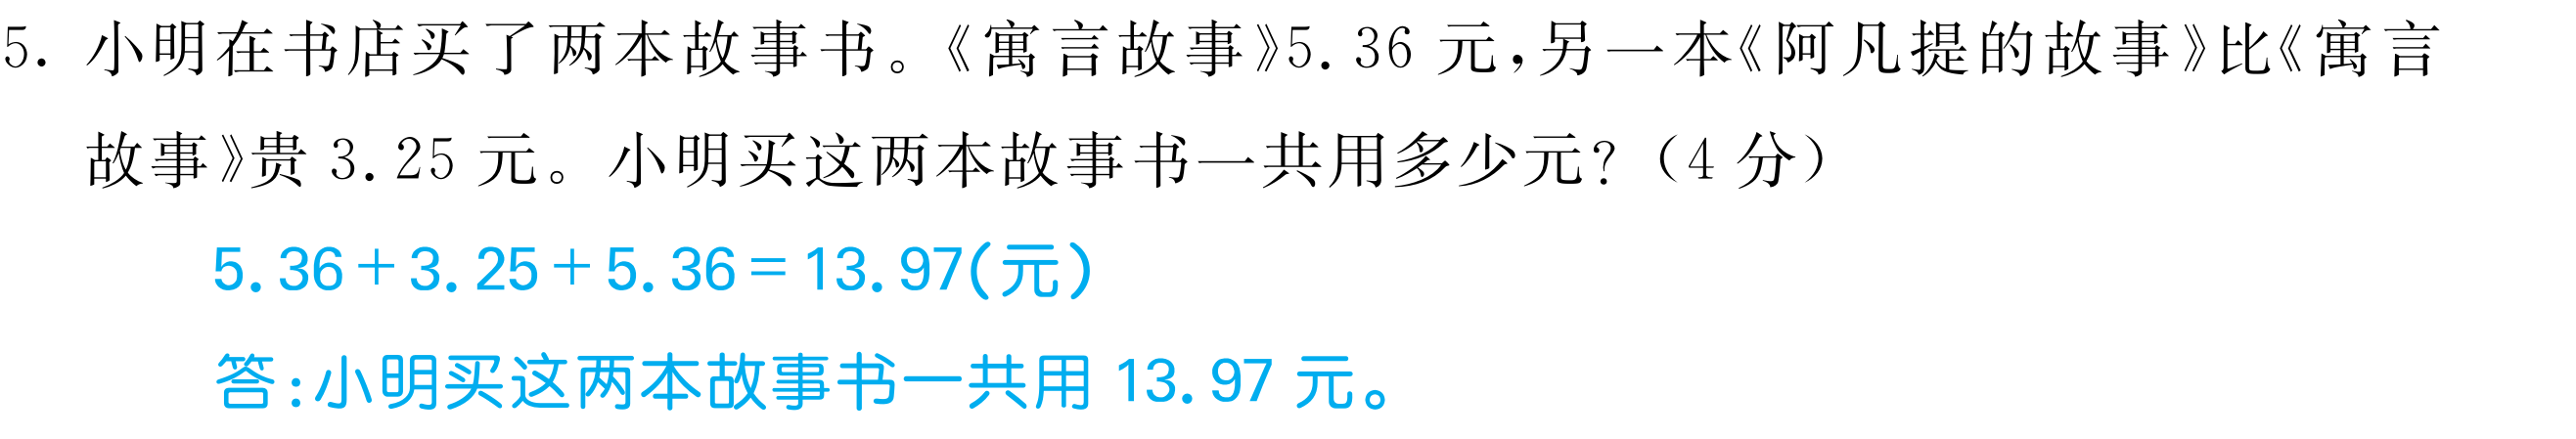 5. 小明在书店买了两本故事书。《寓言故事》5.36 元,另一本《阿凡提的故事》比《寓言
故事》贵 3.25 元。小明买这两本故事书一共用多少元?(4 分)
5.36+3.25+5.36=13.97(元)
答:小明买这两本故事书一共用 13.97 元。